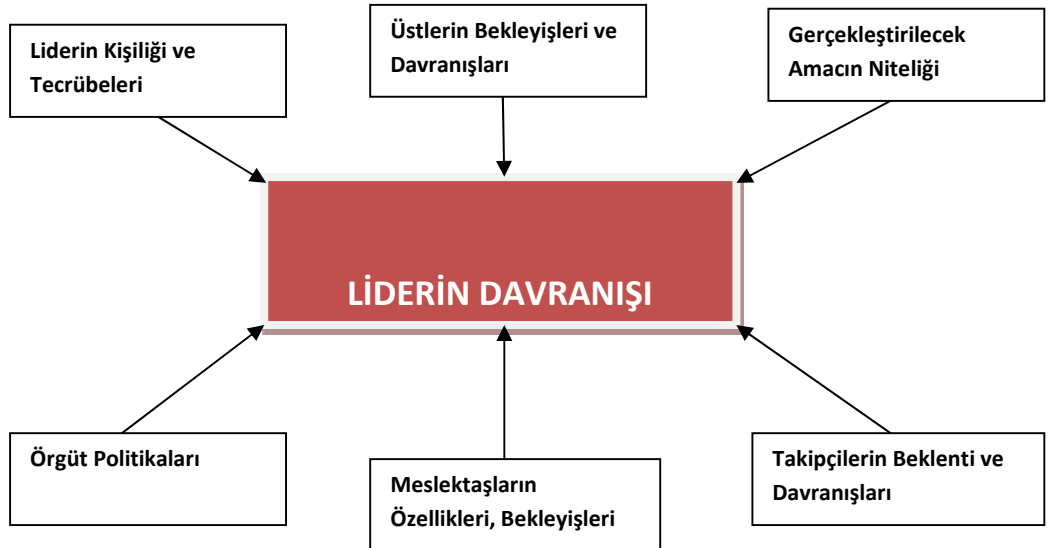 Liderin Kişiliği ve
Tecrübeleri
Üstlerin Bekleyişleri ve
Davranışları
Gerçekleştirilecek
Amacın Niteliği
LİDERİN DAVRANIŞI
Örgüt Politikaları
Meslektaşların
Özellikleri, Bekleyişleri
Takipçilerin Beklenti ve
Davranışları